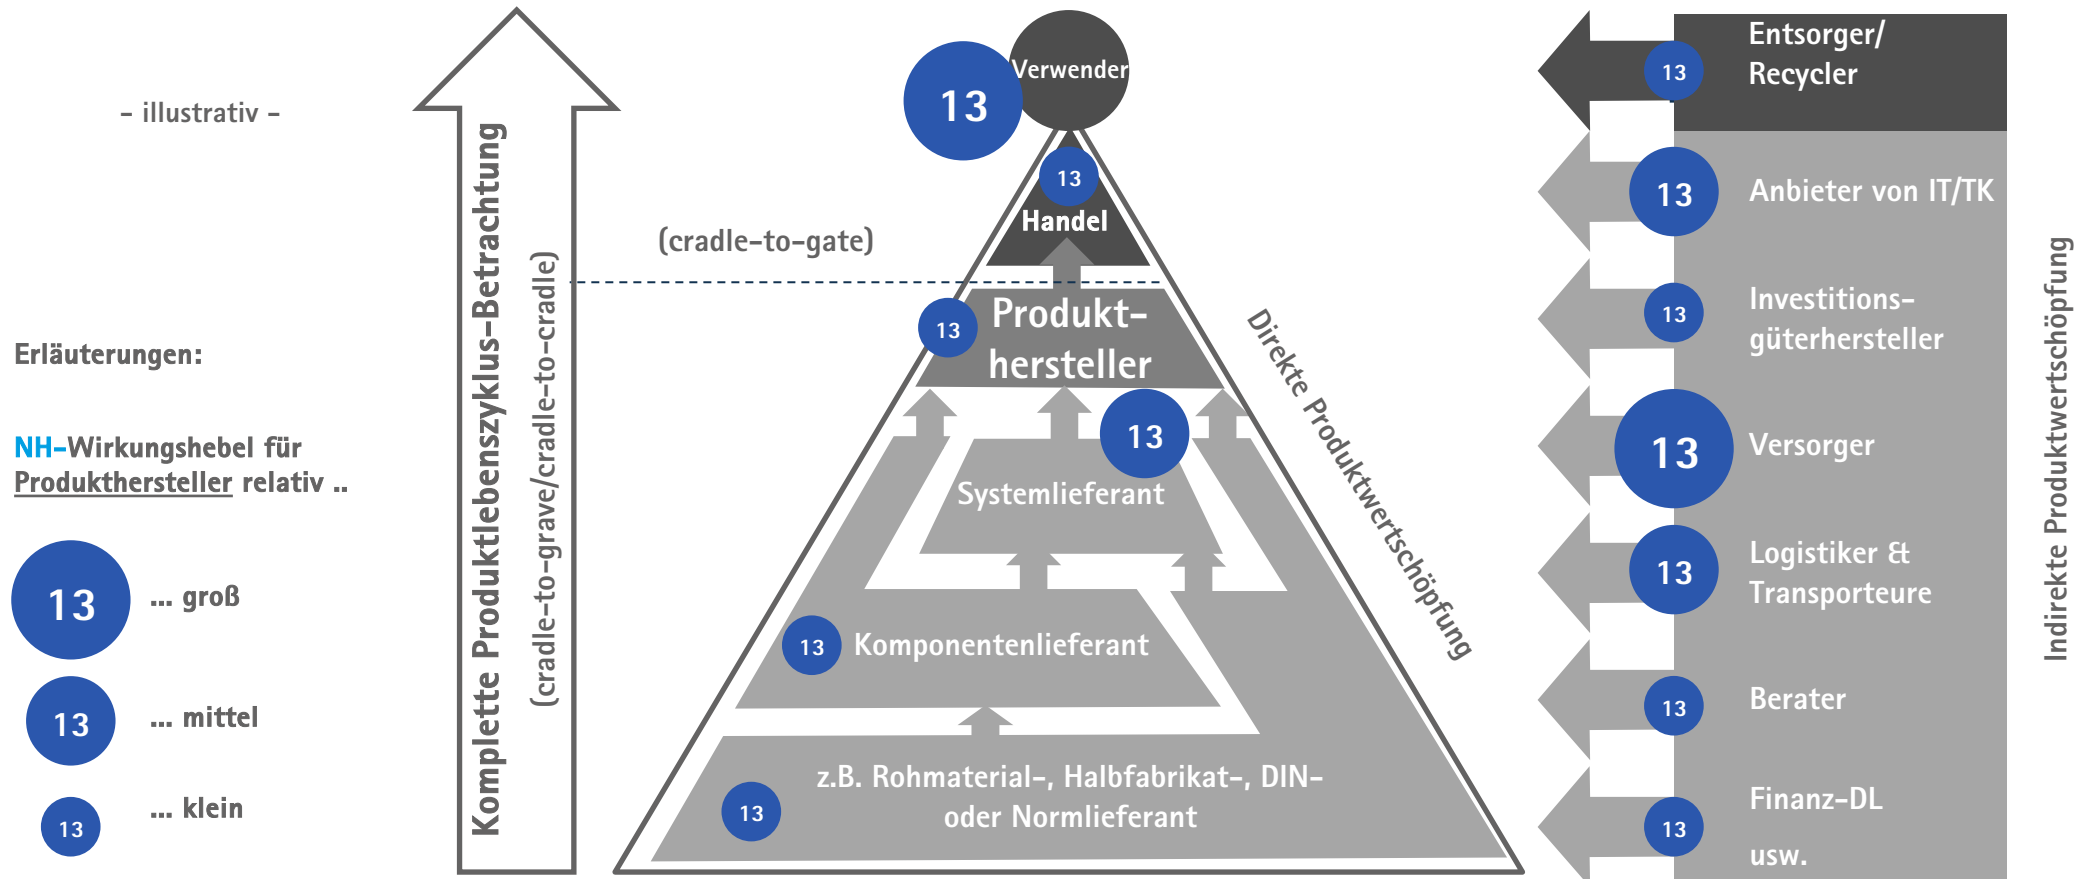 - illustrativ -
Erläuterungen:
NH-Wirkungshebel für
Produkthersteller relativ ..
13
... groß
13
... mittel
13
... klein
Komplette Produktlebenszyklus-Betrachtung
(cradle-to-grave/cradle-to-cradle)
(cradle-to-gate)
Verwender
13
13
Handel
13
Produkt-
hersteller
13
Systemlieferant
13
Komponentenlieferant
13
z.B. Rohmaterial-, Halbfabrikat-, DIN-
oder Normlieferant
Direkte Produktwertschöpfung
13
Entsorger/
Recycler
13
Anbieter von IT/TK
13
Investitions-
güterhersteller
13
Versorger
13
Logistiker &
Transporteure
13
Berater
13
Finanz-DL
usw.
Indirekte Produktwertschöpfung